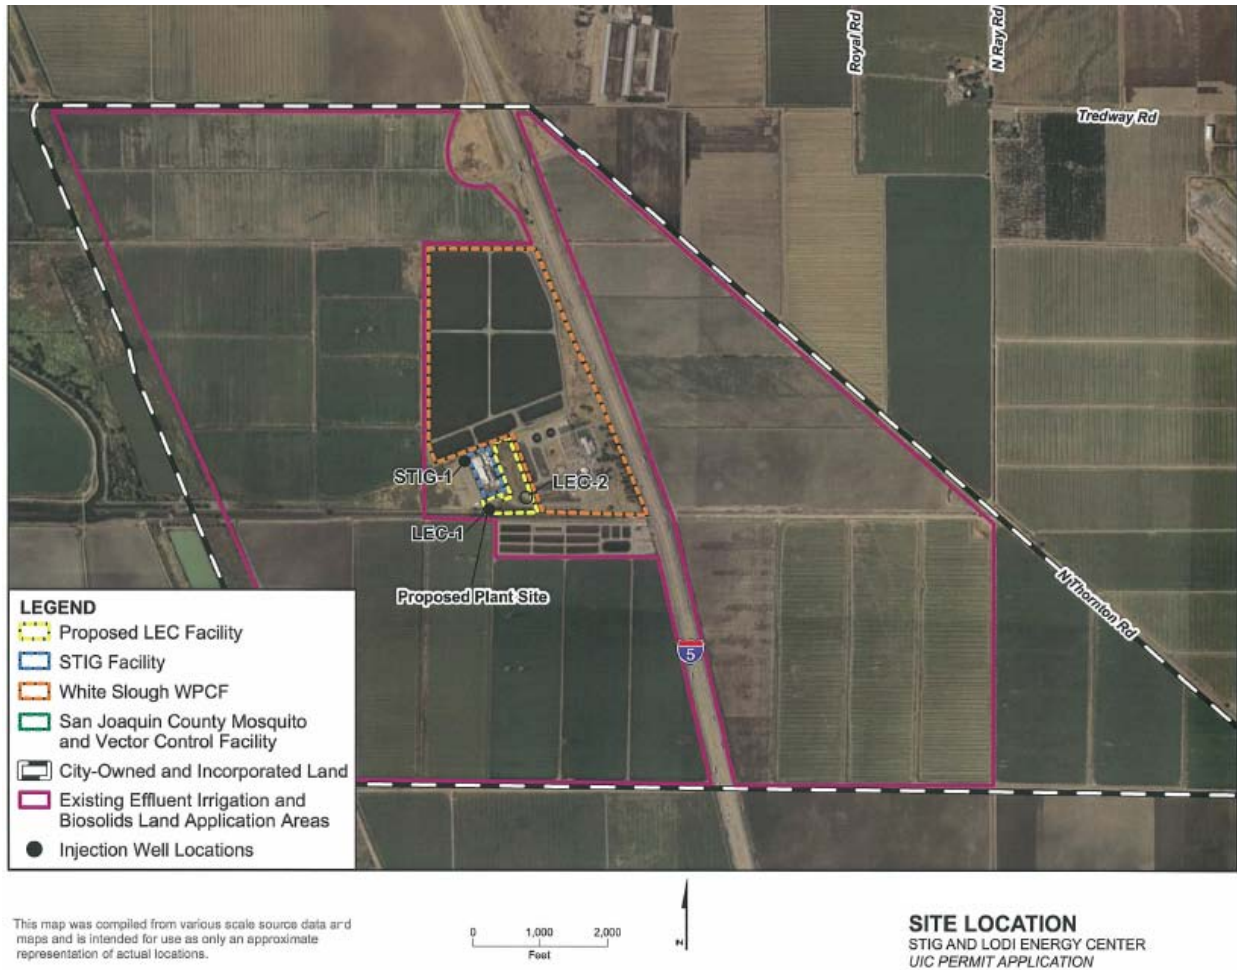 Royal Rd
N Ray Rd
Tredway Rd
STIG-1
LEC-2
LEC-1
Proposed Plant Site
N Thornton Rd
5
LEGEND
Proposed LEC Facility
STIG Facility
White Slough WPCF
San Joaquin County Mosquito
and Vector Control Facility
City-Owned and Incorporated Land
Existing Effluent Irrigation and
Biosolids Land Application Areas
Injection Well Locations
This map was compiled from various scale source data and
maps and is intended for use as only an approximate
representation of actual locations.
0 1,000 2,000
Feet
N
SITE LOCATION
STIG AND LODI ENERGY CENTER
UIC PERMIT APPLICATION